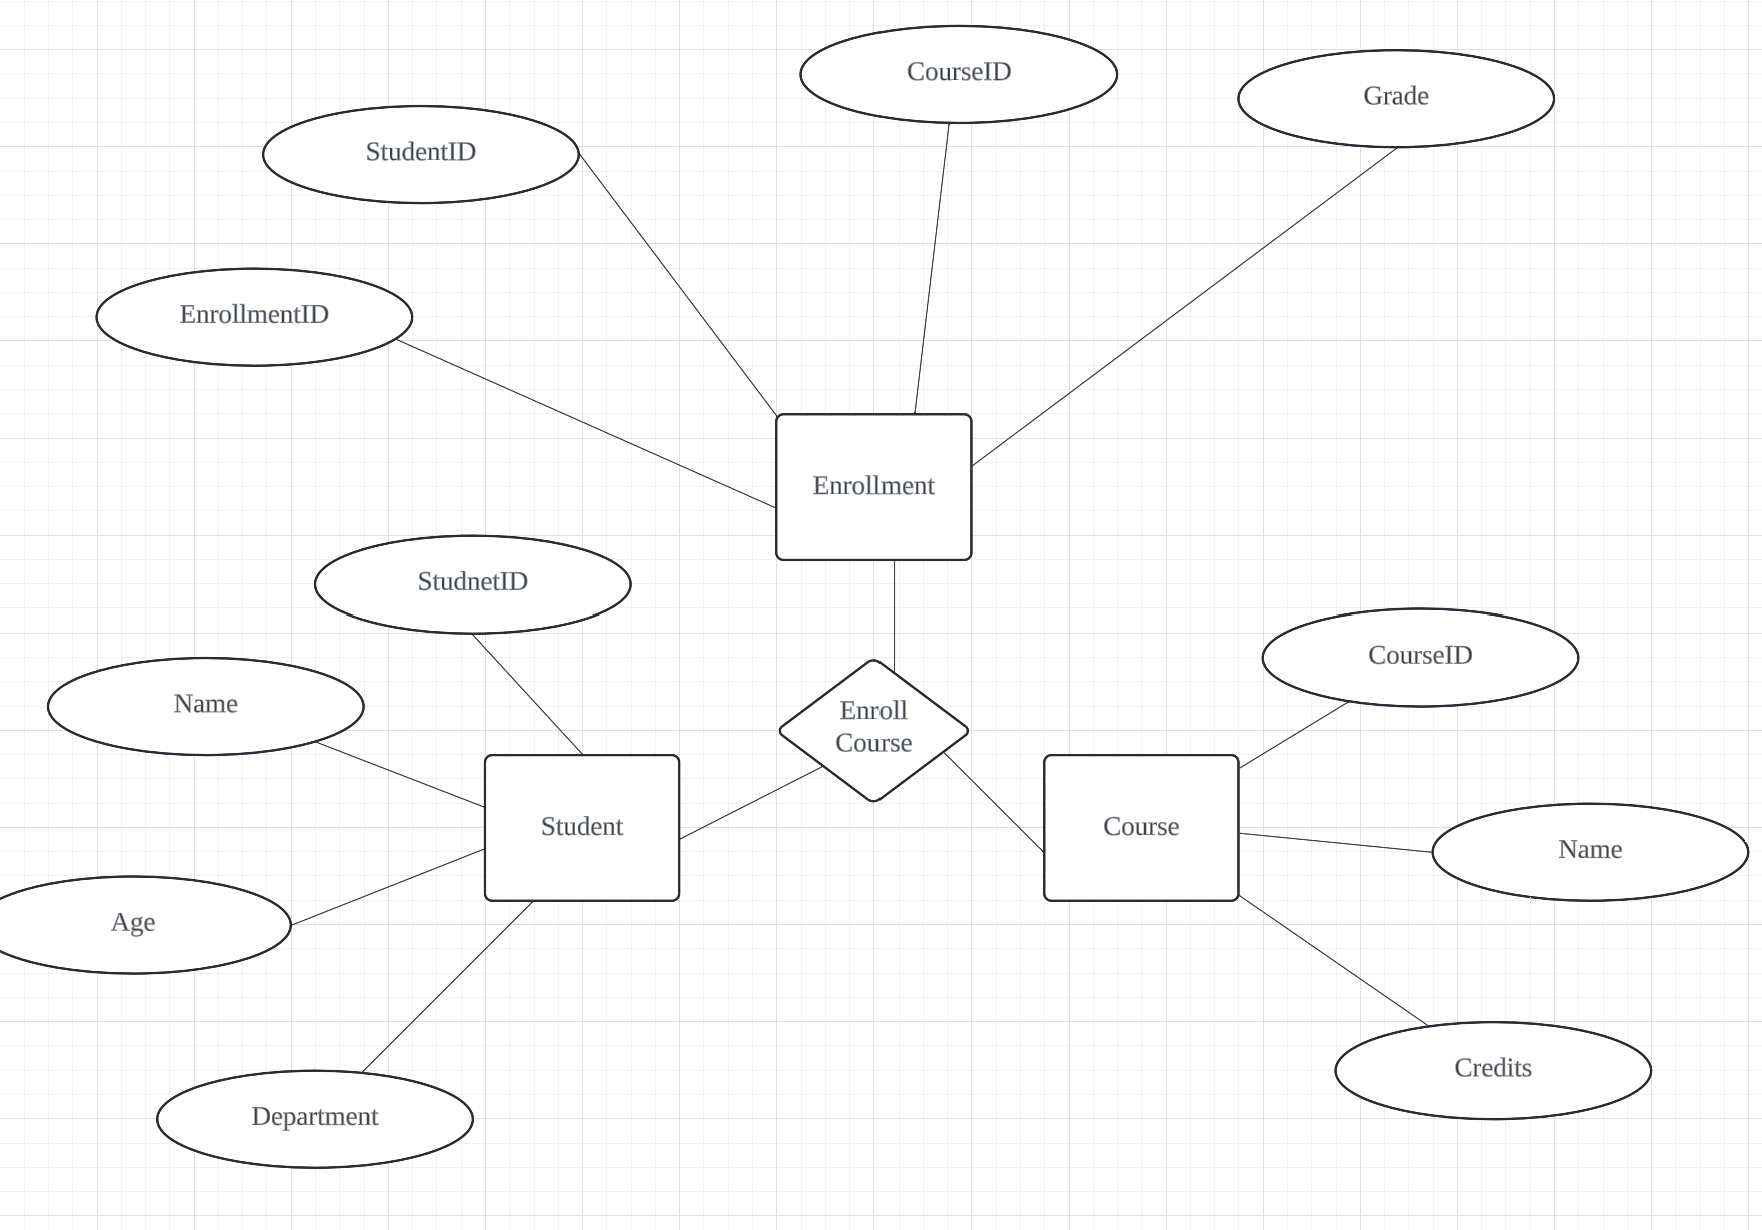 CourseID
Grade
StudentID
EnrollmentID
Enrollment
StudnetID
CourseID
Name
Enroll
Course
Student
Course
Name
Age
Credits
Department